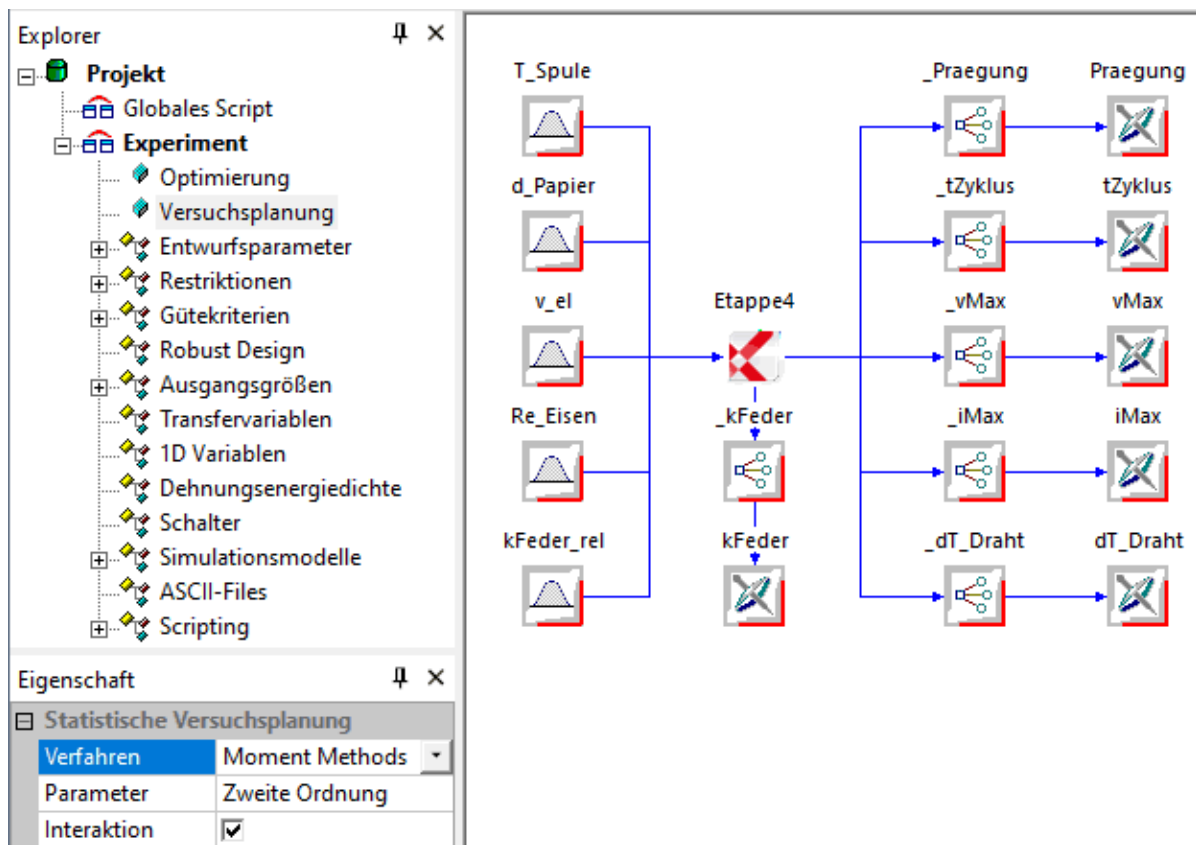 Explorer
Projekt
Globales Script
Experiment
Optimierung
Versuchsplanung
Entwurfsparameter
Restriktionen
Gütekriterien
Robust Design
Ausgangsgrößen
Transfervariablen
1D Variablen
Dehnungsenergiedichte
Schalter
Simulationsmodelle
ASCII-Files
Scripting
Eigenschaft
Statistische Versuchsplanung
Verfahren Moment Methods
Parameter Zweite Ordnung
Interaktion
T_Spule _Praegung Praegung
d_Papier _tZyklus tZyklus
v_el Etappe4 _vMax vMax
Re_Eisen _kFeder _iMax iMax
kFeder_rel kFeder _dT_Draht dT_Draht